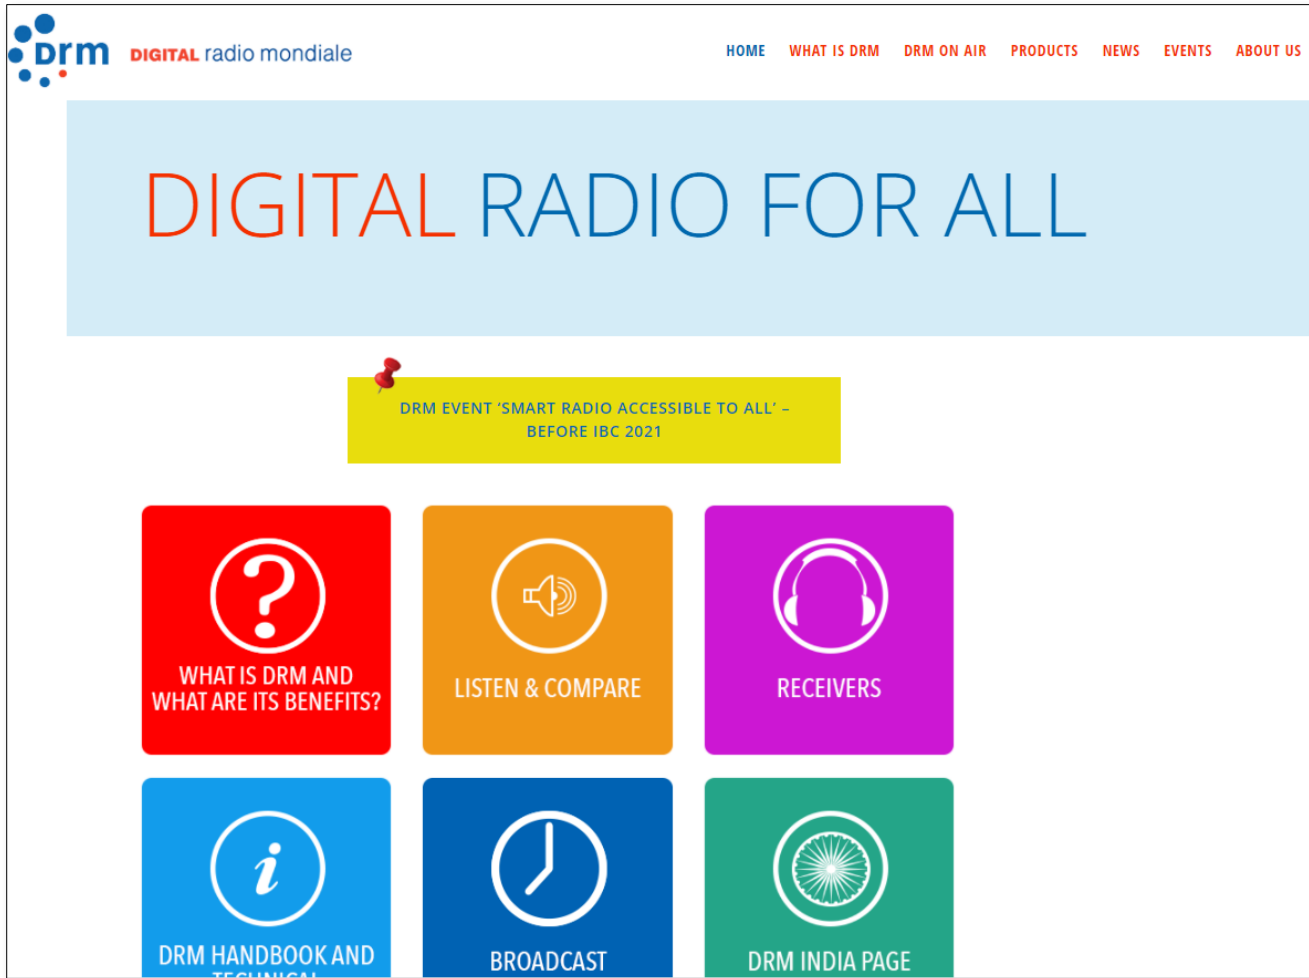 Drm DIGITAL radio mondiale
HOME WHAT IS DRM DRM ON AIR PRODUCTS NEWS EVENTS ABOUT US
DIGITAL RADIO FOR ALL
DRM EVENT ‘SMART RADIO ACCESSIBLE TO ALL’ –
BEFORE IBC 2021
?
WHAT IS DRM AND
WHAT ARE ITS BENEFITS?
LISTEN & COMPARE
RECEIVERS
i
DRM HANDBOOK AND
TECHNICAL
BROADCAST
DRM INDIA PAGE